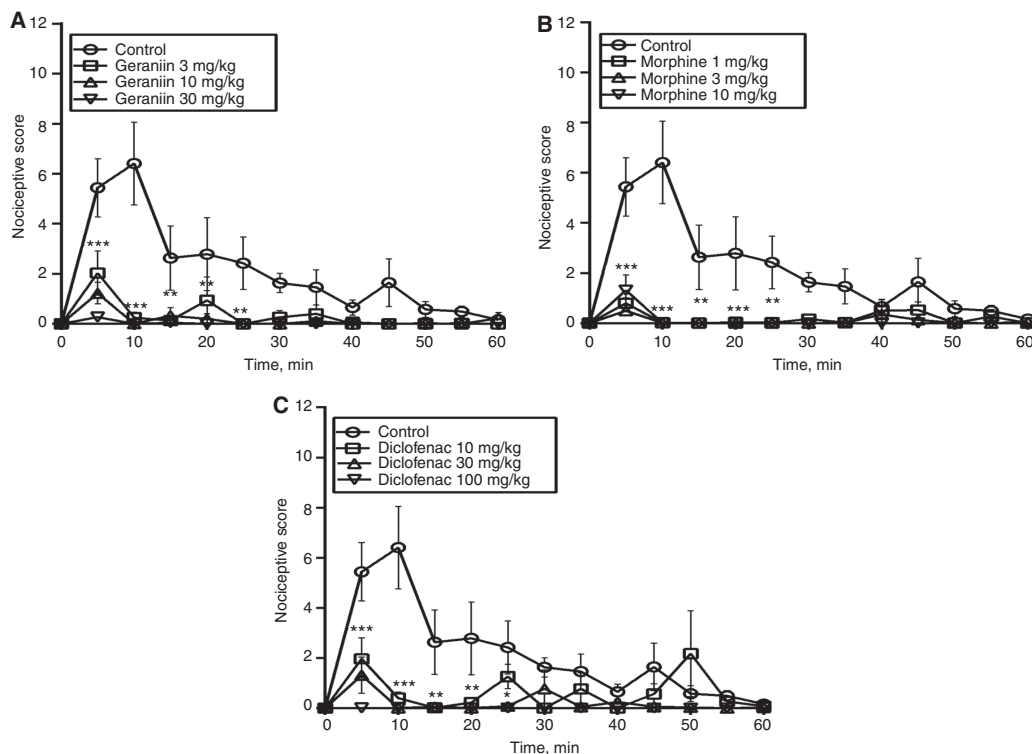 A
12
10
8
6
4
2
0
Nociceptive score
Control
Geraniin 3 mg/kg
Geraniin 10 mg/kg
Geraniin 30 mg/kg
***
***
**
**
**
0 10 20 30 40 50 60
Time, min
B
12
10
8
6
4
2
0
Nociceptive score
Control
Morphine 1 mg/kg
Morphine 3 mg/kg
Morphine 10 mg/kg
***
***
**
***
**
0 10 20 30 40 50 60
Time, min
C
12
10
8
6
4
2
0
Nociceptive score
Control
Diclofenac 10 mg/kg
Diclofenac 30 mg/kg
Diclofenac 100 mg/kg
***
***
**
**
*
0 10 20 30 40 50 60
Time, min